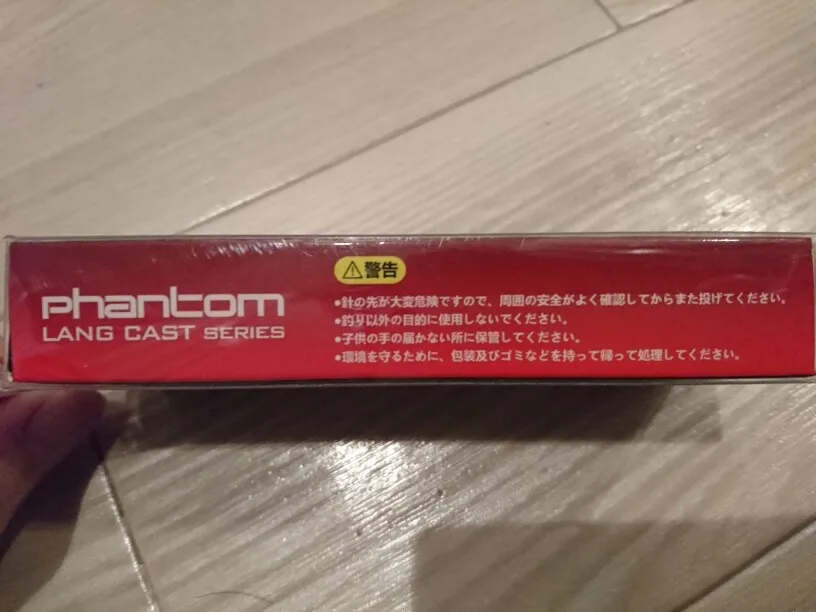 phantom
LANG CAST SERIES
⚠警告
●針の先が大変危険ですので、周囲の安全がよく確認してからまた投げてください。
●釣り以外の目的に使用しないでください。
●子供の手の届かない所に保管してください。
●環境を守るために、包装及びゴミなどを持って帰って処理してください。